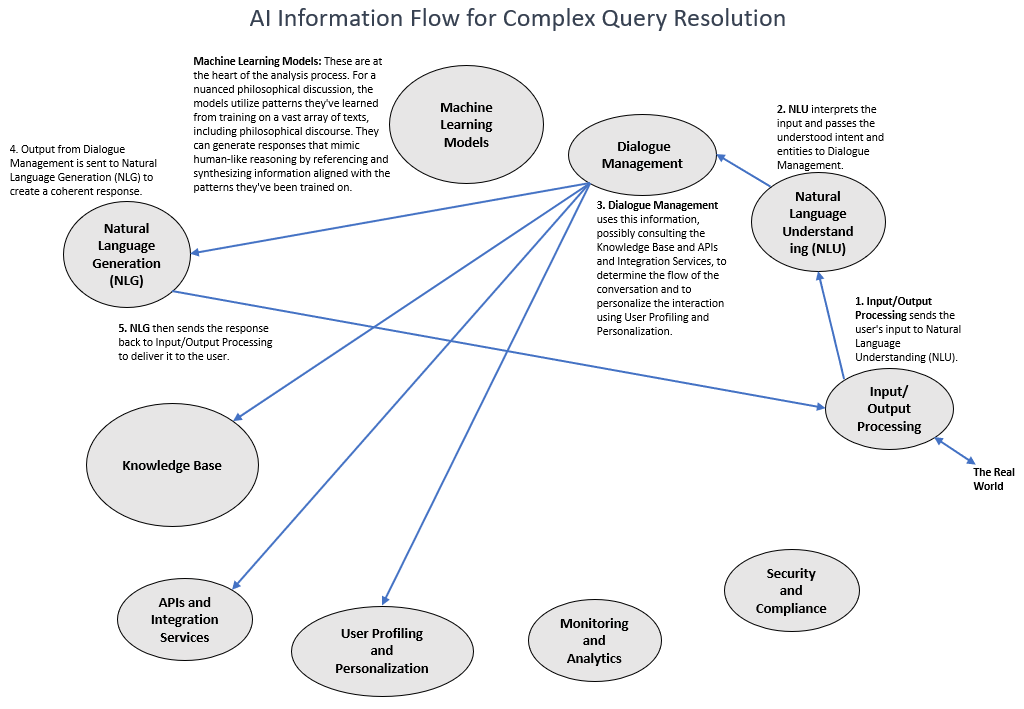 AI Information Flow for Complex Query Resolution
Machine Learning Models: These are at
the heart of the analysis process. For a
nuanced philosophical discussion, the
models utilize patterns they've learned
from training on a vast array of texts,
including philosophical discourse. They
can generate responses that mimic
human-like reasoning by referencing and
synthesizing information aligned with the
patterns they've been trained on.
Machine
Learning
Models
Dialogue
Management
2. NLU interprets the
input and passes the
understood intent and
entities to Dialogue
Management.
4. Output from Dialogue
Management is sent to Natural
Language Generation (NLG) to
create a coherent response.
Natural
Language
Generation
(NLG)
3. Dialogue Management
uses this information,
possibly consulting the
Knowledge Base and APIs
and Integration Services, to
determine the flow of the
conversation and to
personalize the interaction
using User Profiling and
Personalization.
Natural
Language
Understand
ing (NLU)
1. Input/Output
Processing sends the
user's input to Natural
Language
Understanding (NLU).
5. NLG then sends the response
back to Input/Output Processing
to deliver it to the user.
Input/
Output
Processing
The Real
World
Knowledge Base
APIs and
Integration
Services
User Profiling
and
Personalization
Monitoring
and
Analytics
Security
and
Compliance